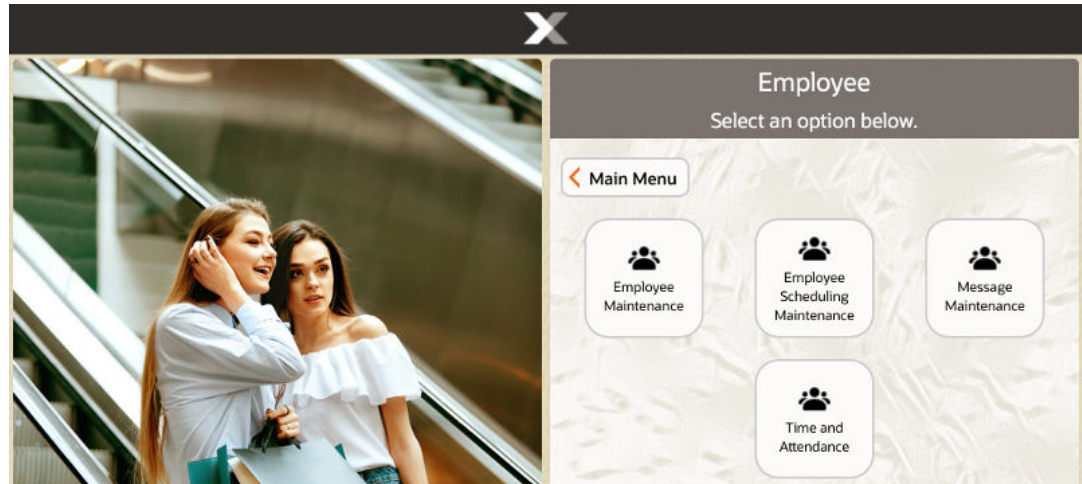 Employee
Select an option below.
Main Menu
Employee
Maintenance
Employee
Scheduling
Maintenance
Message
Maintenance
Time and
Attendance